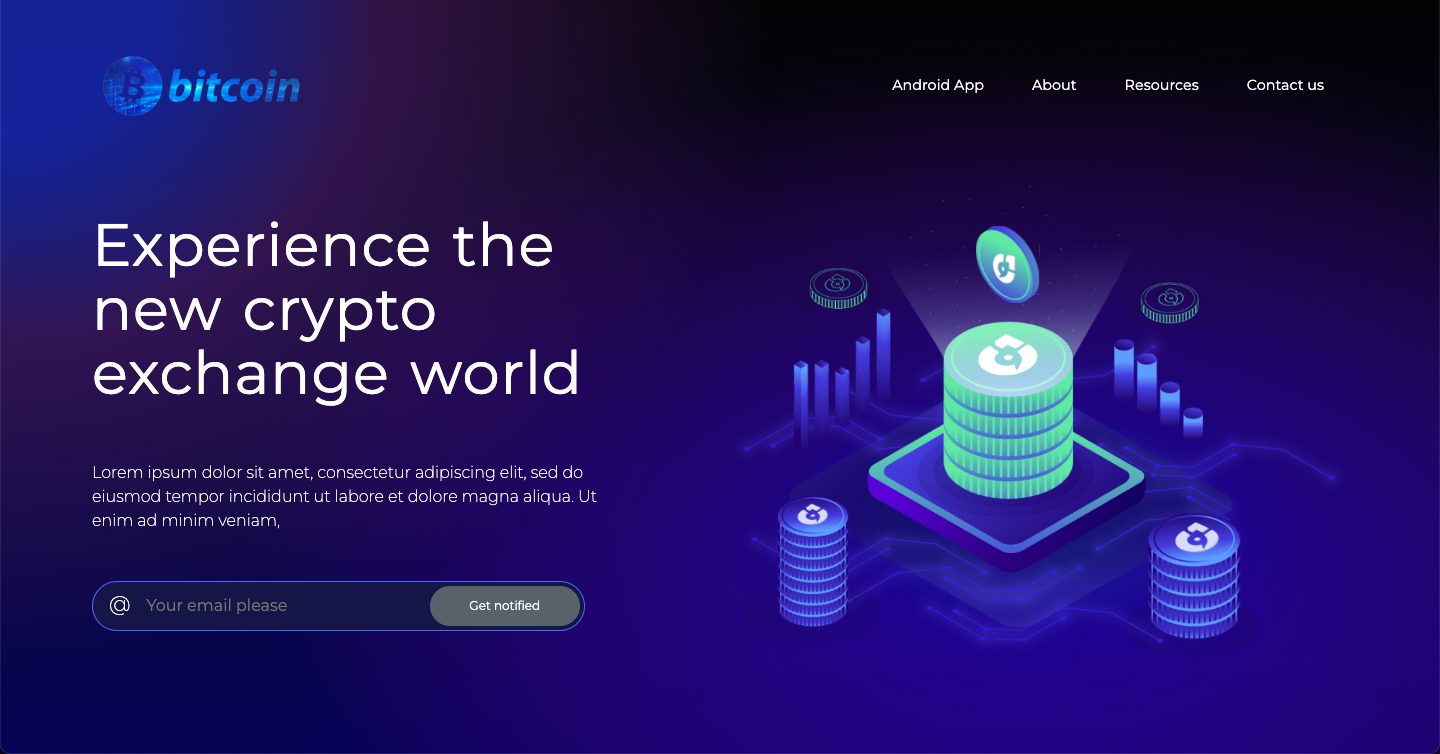 bitcoin
Android App About Resources Contact us
Experience the
new crypto
exchange world
Lorem ipsum dolor sit amet, consectetur adipiscing elit, sed do
eiusmod tempor incididunt ut labore et dolore magna aliqua. Ut
enim ad minim veniam,
@ Your email please Get notified